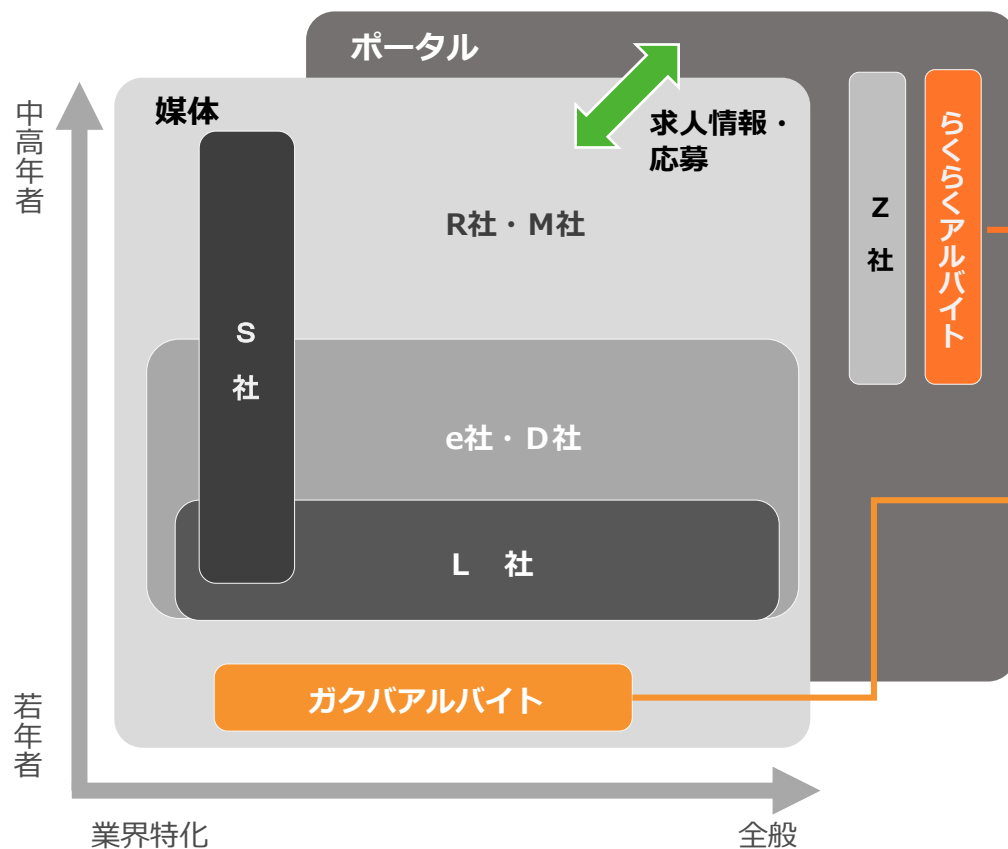 ポータル
媒体
求人情報・
応募
中高年者
R社・M社
Z社
らくらくアルバイト
S社
e社・D社
L 社
ガクバアルバイト
若年者
業界特化
全般